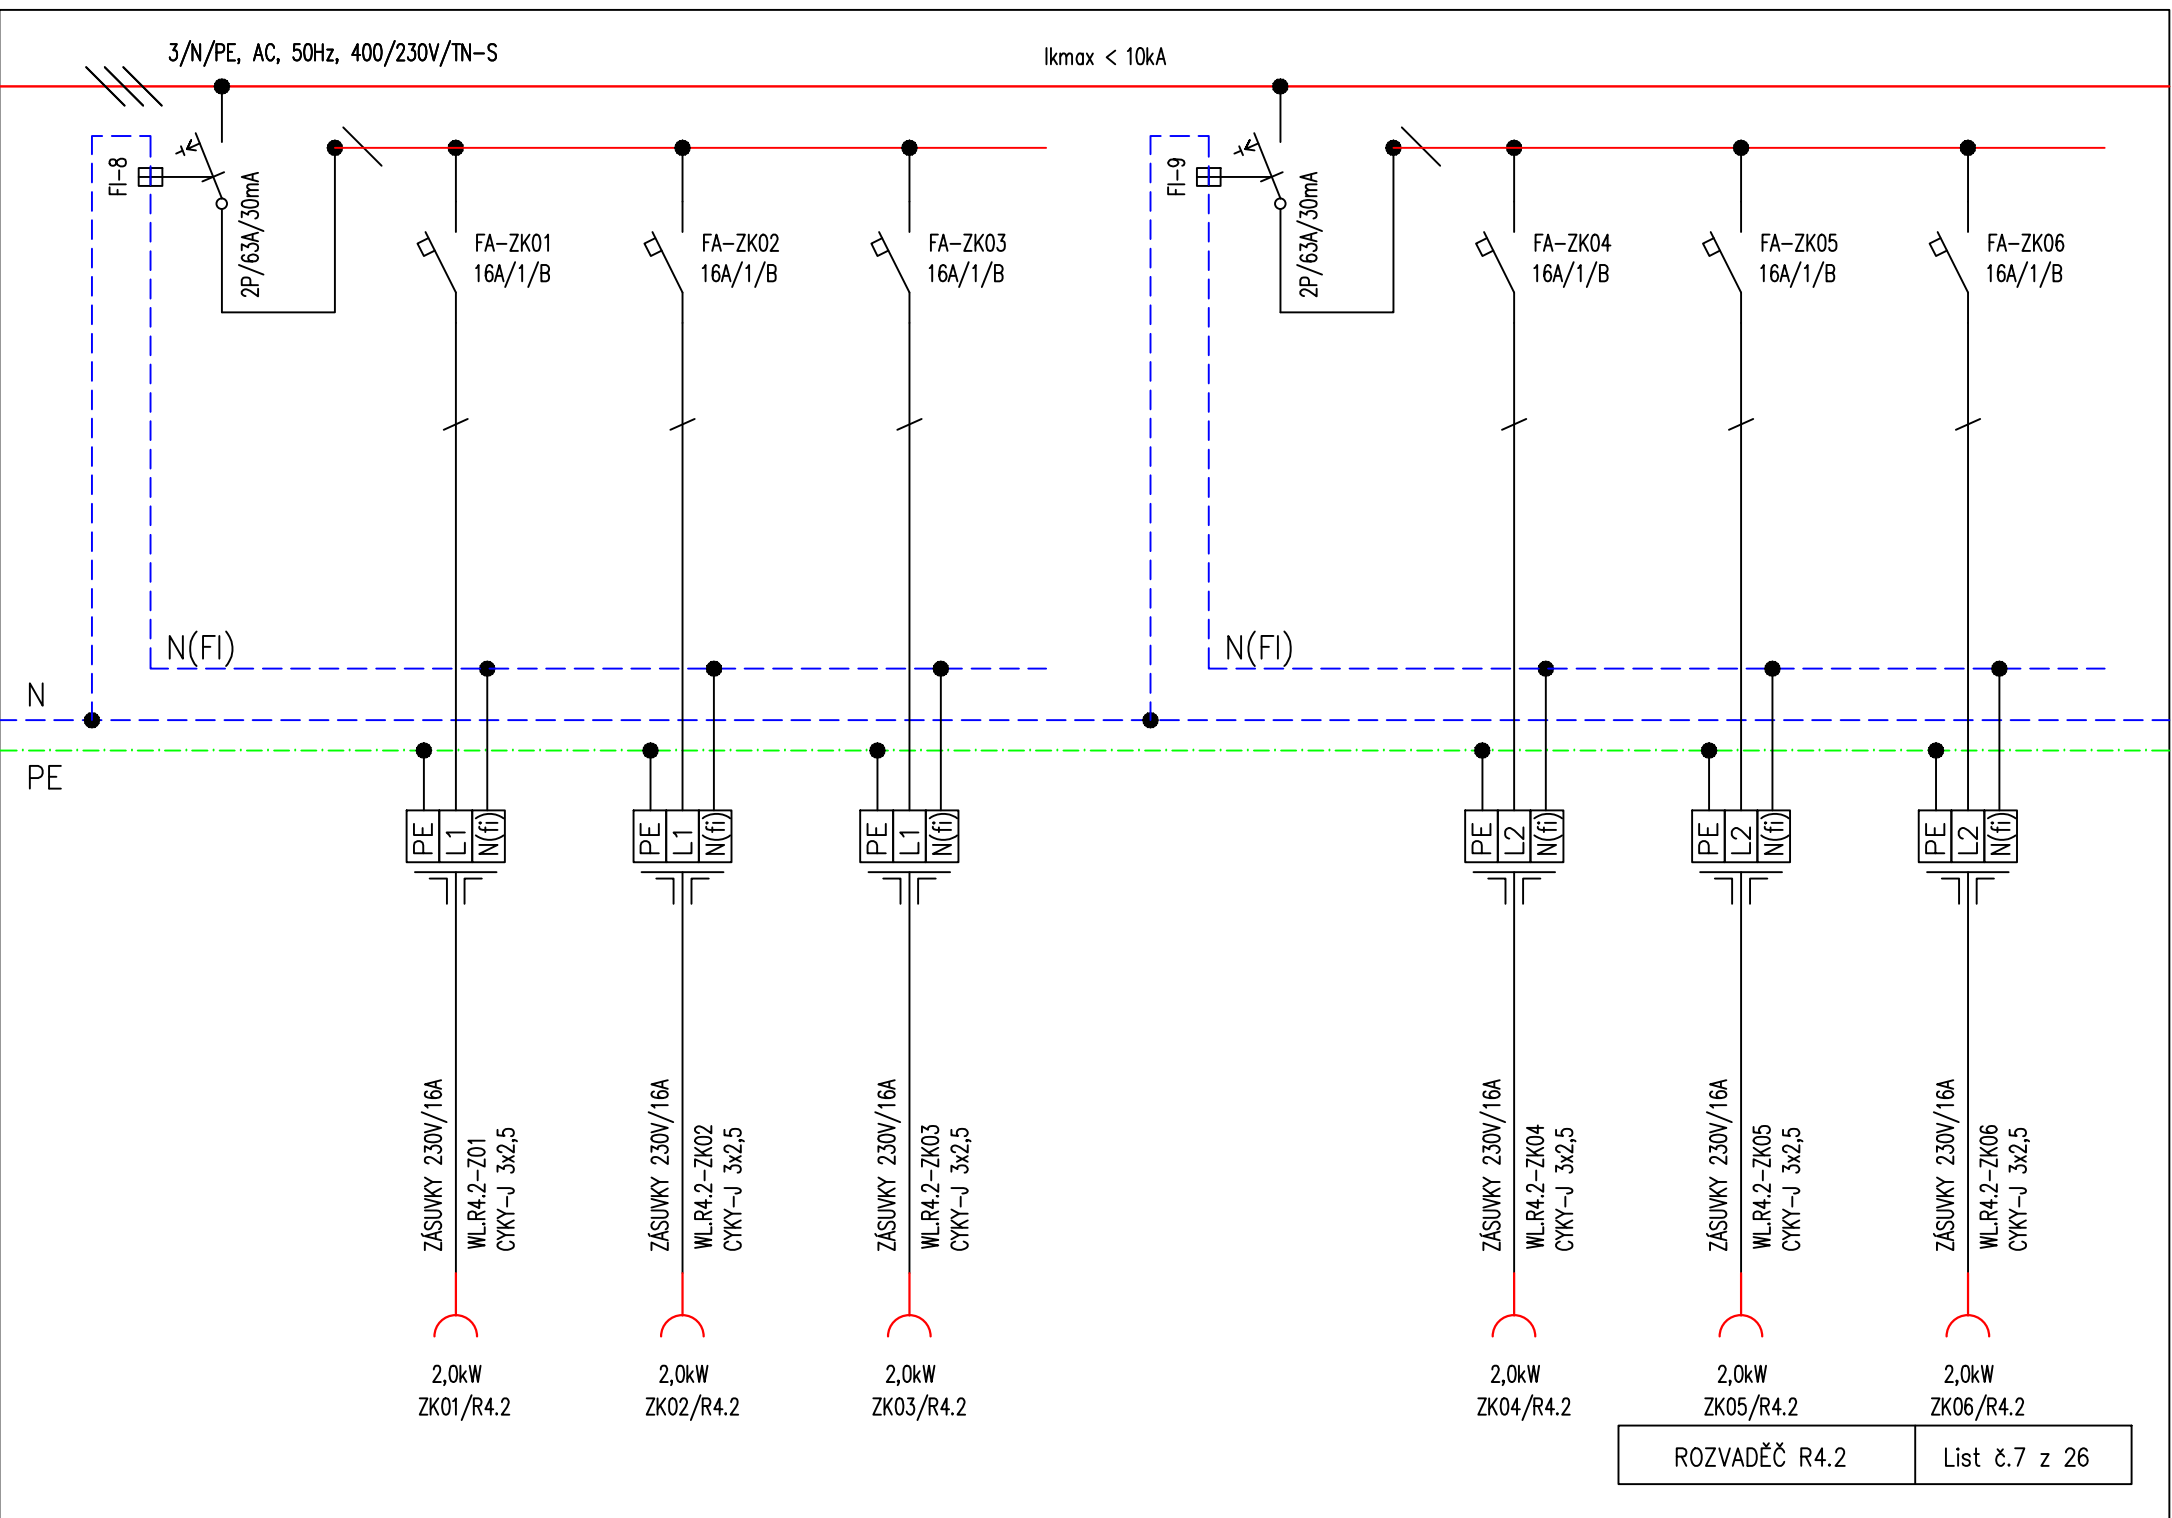 3/N/PE, AC, 50Hz, 400/230V/TN-S
Ikmax < 10kA
FI-8
2P/63A/30mA
FA-ZK01
16A/1/B
FA-ZK02
16A/1/B
FA-ZK03
16A/1/B
FI-9
2P/63A/30mA
FA-ZK04
16A/1/B
FA-ZK05
16A/1/B
FA-ZK06
16A/1/B
N(FI)
N(FI)
N
PE
PE
L1
N(fi)
PE
L1
N(fi)
PE
L1
N(fi)
PE
L2
N(fi)
PE
L2
N(fi)
PE
L2
N(fi)
ZÁSUVKY 230V/16A
WL.R4.2-Z01
CYKY-J 3x2,5
ZÁSUVKY 230V/16A
WL.R4.2-ZK02
CYKY-J 3x2,5
ZÁSUVKY 230V/16A
WL.R4.2-ZK03
CYKY-J 3x2,5
ZÁSUVKY 230V/16A
WL.R4.2-ZK04
CYKY-J 3x2,5
ZÁSUVKY 230V/16A
WL.R4.2-ZK05
CYKY-J 3x2,5
ZÁSUVKY 230V/16A
WL.R4.2-ZK06
CYKY-J 3x2,5
2,0kW
ZK01/R4.2
2,0kW
ZK02/R4.2
2,0kW
ZK03/R4.2
2,0kW
ZK04/R4.2
2,0kW
ZK05/R4.2
2,0kW
ZK06/R4.2
ROZVADĚČ R4.2
List č.7 z 26